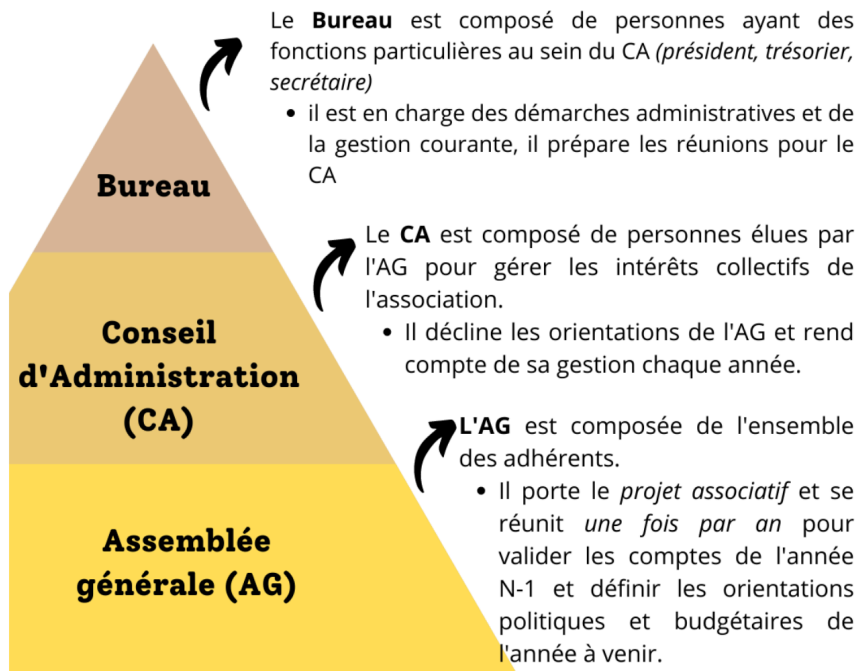 Le Bureau est composé de personnes ayant des
fonctions particulières au sein du CA (président, trésorier,
secrétaire)
• il est en charge des démarches administratives et de
la gestion courante, il prépare les réunions pour le
CA
Bureau
Le CA est composé de personnes élues par
l'AG pour gérer les intérêts collectifs de
l'association.
• Il décline les orientations de l'AG et rend
compte de sa gestion chaque année.
Conseil
d'Administration
(CA)
L'AG est composée de l'ensemble
des adhérents.
• Il porte le projet associatif et se
réunit une fois par an pour
valider les comptes de l'année
N-1 et définir les orientations
politiques et budgétaires de
l'année à venir.
Assemblée
générale (AG)